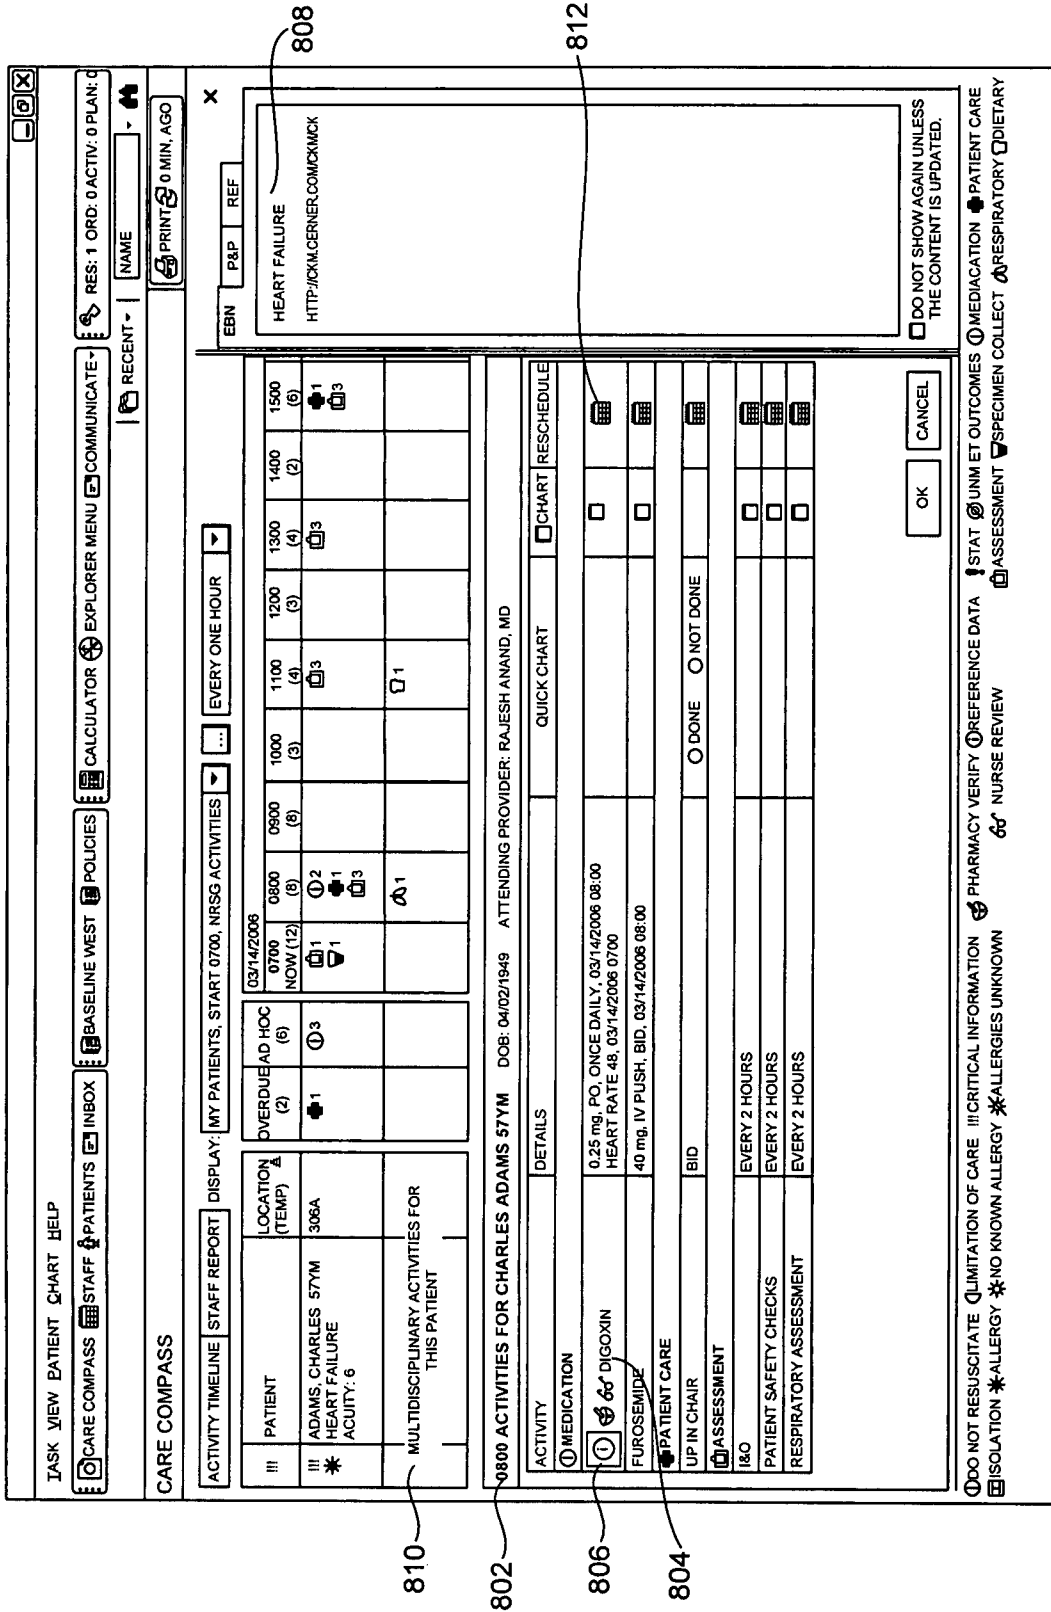 TASK VIEW PATIENT CHART HELP
CARE COMPASS STAFF PATIENTS INBOX BASELINE WEST POLICIES CALCULATOR EXPLORER MENU COMMUNICATE RES: 1 ORD: 0 ACTIV: 0 PLAN: 0
RECENT NAME
CARE COMPASS PRINT 0 MIN, AGO
ACTIVITY TIMELINE STAFF REPORT DISPLAY: MY PATIENTS, START 0700, NRSG ACTIVITIES ... EVERY ONE HOUR X
03/14/2006
!!! PATIENT LOCATION OVERDUE AD HOC 0700 0800 0900 1000 1100 1200 1300 1400 1500
(TEMP) (2) (6) NOW (12) (8) (8) (3) (4) (3) (4) (2) (6)
!!! ADAMS, CHARLES 57YM 306A 1 3 1 2 3 3 1
HEART FAILURE 1 1 3
ACUITY: 6 3
MULTIDISCIPLINARY ACTIVITIES FOR 1 1
THIS PATIENT
EBN P&P REF
HEART FAILURE
HTTP://CKM.CERNER.COM/CKM/CK
DO NOT SHOW AGAIN UNLESS
THE CONTENT IS UPDATED.
0800 ACTIVITIES FOR CHARLES ADAMS 57YM DOB: 04/02/1949 ATTENDING PROVIDER: RAJESH ANAND, MD
ACTIVITY DETAILS QUICK CHART CHART RESCHEDULE
MEDICATION
DIGOXIN 0.25 mg, PO, ONCE DAILY, 03/14/2006 08:00
HEART RATE 48, 03/14/2006 0700
FUROSEMIDE 40 mg, IV PUSH, BID, 03/14/2006 08:00
PATIENT CARE
UP IN CHAIR BID DONE NOT DONE
ASSESSMENT
I&O EVERY 2 HOURS
PATIENT SAFETY CHECKS EVERY 2 HOURS
RESPIRATORY ASSESSMENT EVERY 2 HOURS
OK CANCEL
DO NOT RESUSCITATE LIMITATION OF CARE !!! CRITICAL INFORMATION PHARMACY VERIFY REFERENCE DATA STAT UNM ET OUTCOMES MEDIACATION PATIENT CARE
ISOLATION ALLERGY NO KNOWN ALLERGY ALLERGIES UNKNOWN NURSE REVIEW ASSESSMENT SPECIMEN COLLECT RESPIRATORY DIETARY
810
802
806
804
808
812